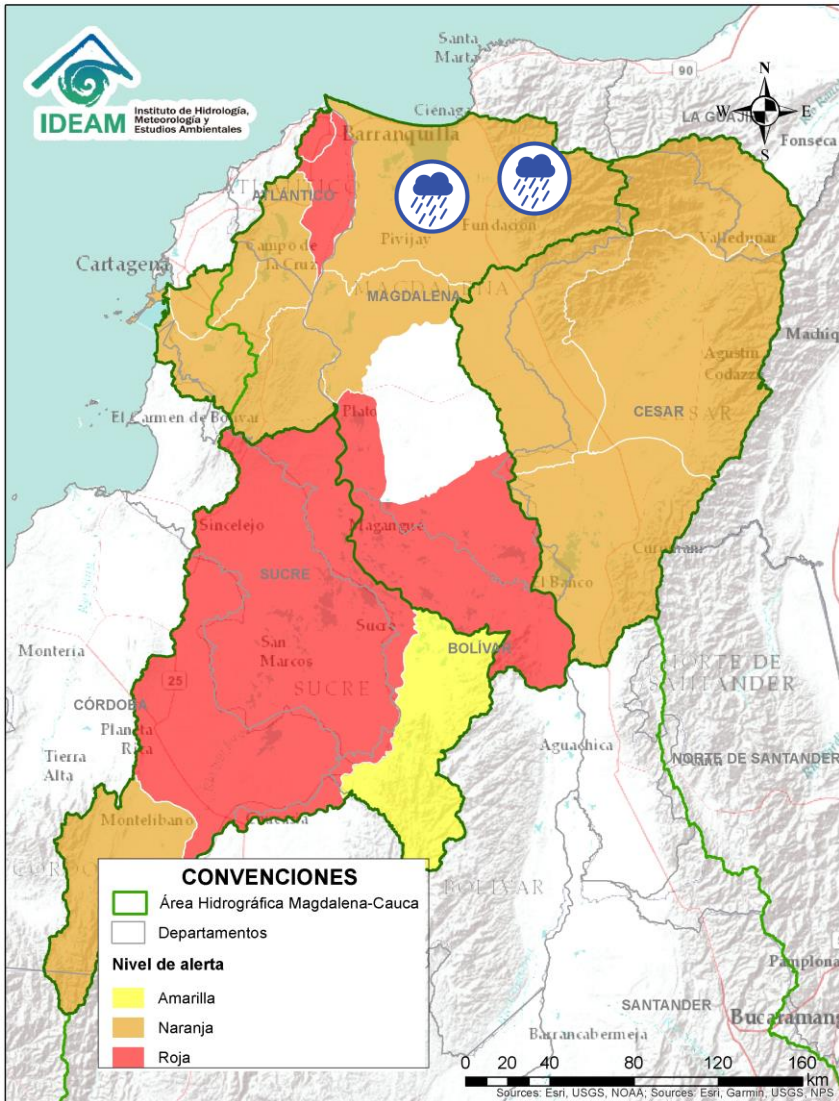 IDEAM
Instituto de Hidrología,
Meteorología y
Estudios Ambientales
Santa
Marta
90
N
E
S
LA GUAJI
Fonseca
Ciénaga
Barranquilla
ATLÁNTICO
Pivijay
Fundación
Valledupar
Campo de
la Cruz
Cartagena
MAGDALENA
Agustín
Codazzi
CESAR
El Carmen de Bolívar
Plato
Sincelejo
Magangué
SUCRE
El Banco
Sucre
BOLÍVAR
Montería
San
Marcos
SUCRE
NORTE DE
SANTANDER
25
CÓRDOBA
Planeta
Rica
Tierra
Alta
Aguachica
NORTE DE SANTANDER
Montelíbano
BOLÍVAR
CONVENCIONES
Área Hidrográfica Magdalena-Cauca
Departamentos
Nivel de alerta
Amarilla
Naranja
Roja
Pamplona
SANTANDER
Bucaramang
Barrancabermeja
0 20 40 80 120 160
km
Sources: Esri, USGS, NOAA; Sources: Esri, Garmin, USGS, NPS